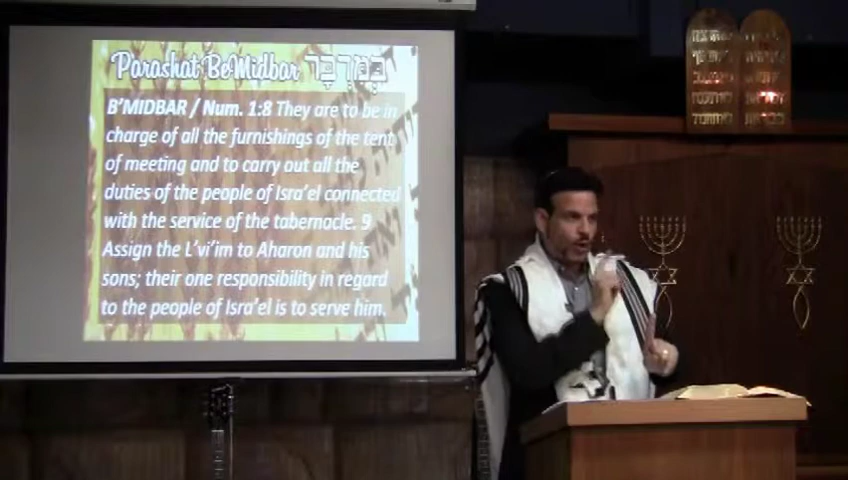 Parashat BeMidbar בְּמִדְבַּר
B'MIDBAR / Num. 1:8 They are to be in
charge of all the furnishings of the tent
of meeting and to carry out all the
duties of the people of Isra'el connected
with the service of the tabernacle. 9
Assign the L'vi'im to Aharon and his
sons; their one responsibility in regard
to the people of Isra'el is to serve him.